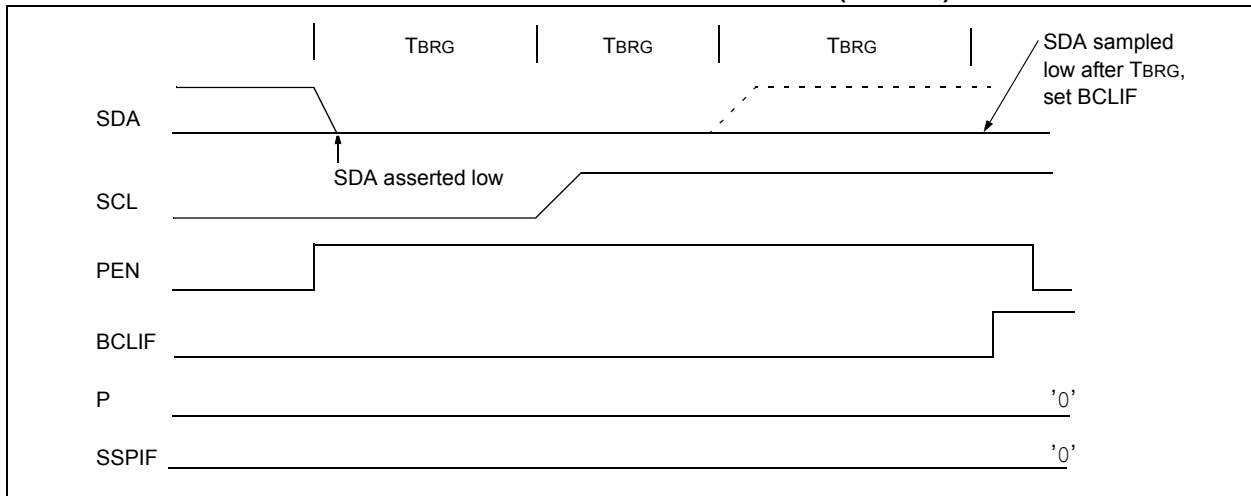 TBRG TBRG TBRG
SDA sampled
low after TBRG,
set BCLIF
SDA
SDA asserted low
SCL
PEN
BCLIF
P '0'
SSPIF '0'